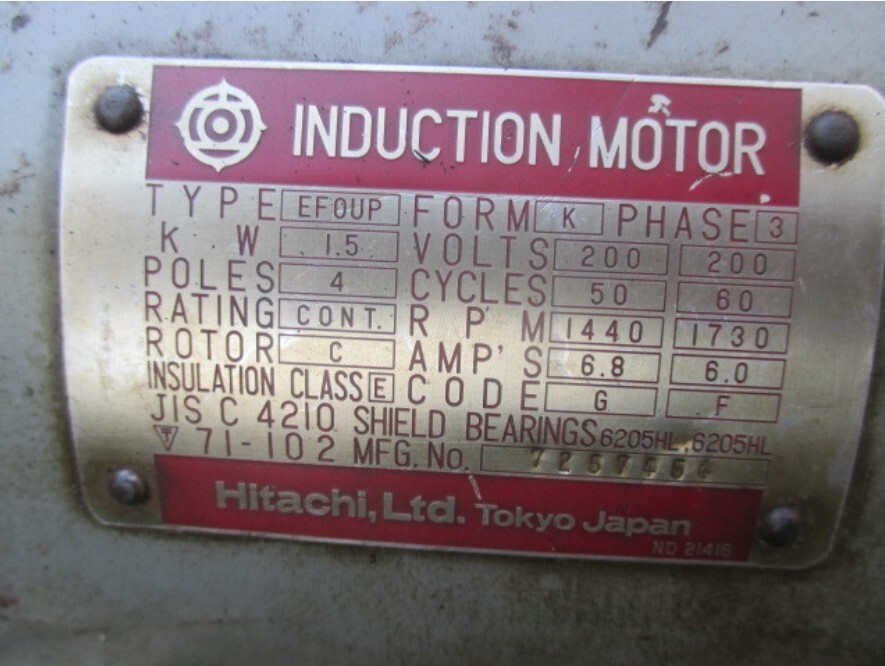 INDUCTION MOTOR
TYPE EFOUP FORM K PHASE 3
KW 1.5 VOLTS 200 200
POLES 4 CYCLES 50 60
RATING CONT. RPM 1440 1730
ROTOR C AMP'S 6.8 6.0
INSULATION CLASS E CODE G F
JIS C 4210 SHIELD BEARINGS 6205HL, 6205HL
71-102 MFG. No.
Hitachi, Ltd. Tokyo Japan
ND 21416